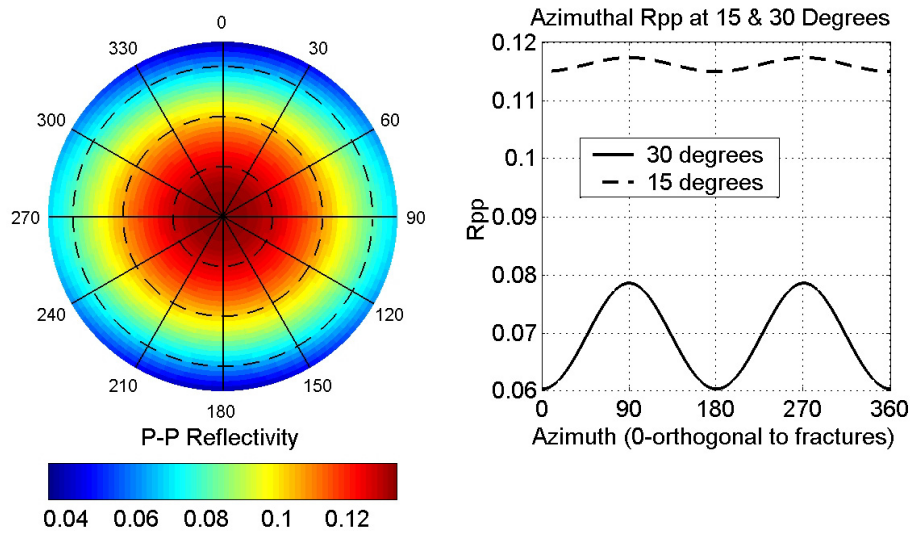 0
30
60
90
120
150
180
210
240
270
300
330
P-P Reflectivity
0.04 0.06 0.08 0.1 0.12
Azimuthal Rpp at 15 & 30 Degrees
0.12
0.11
0.1
0.09
0.08
0.07
0.06
Rpp
30 degrees
15 degrees
0 90 180 270 360
Azimuth (0-orthogonal to fractures)